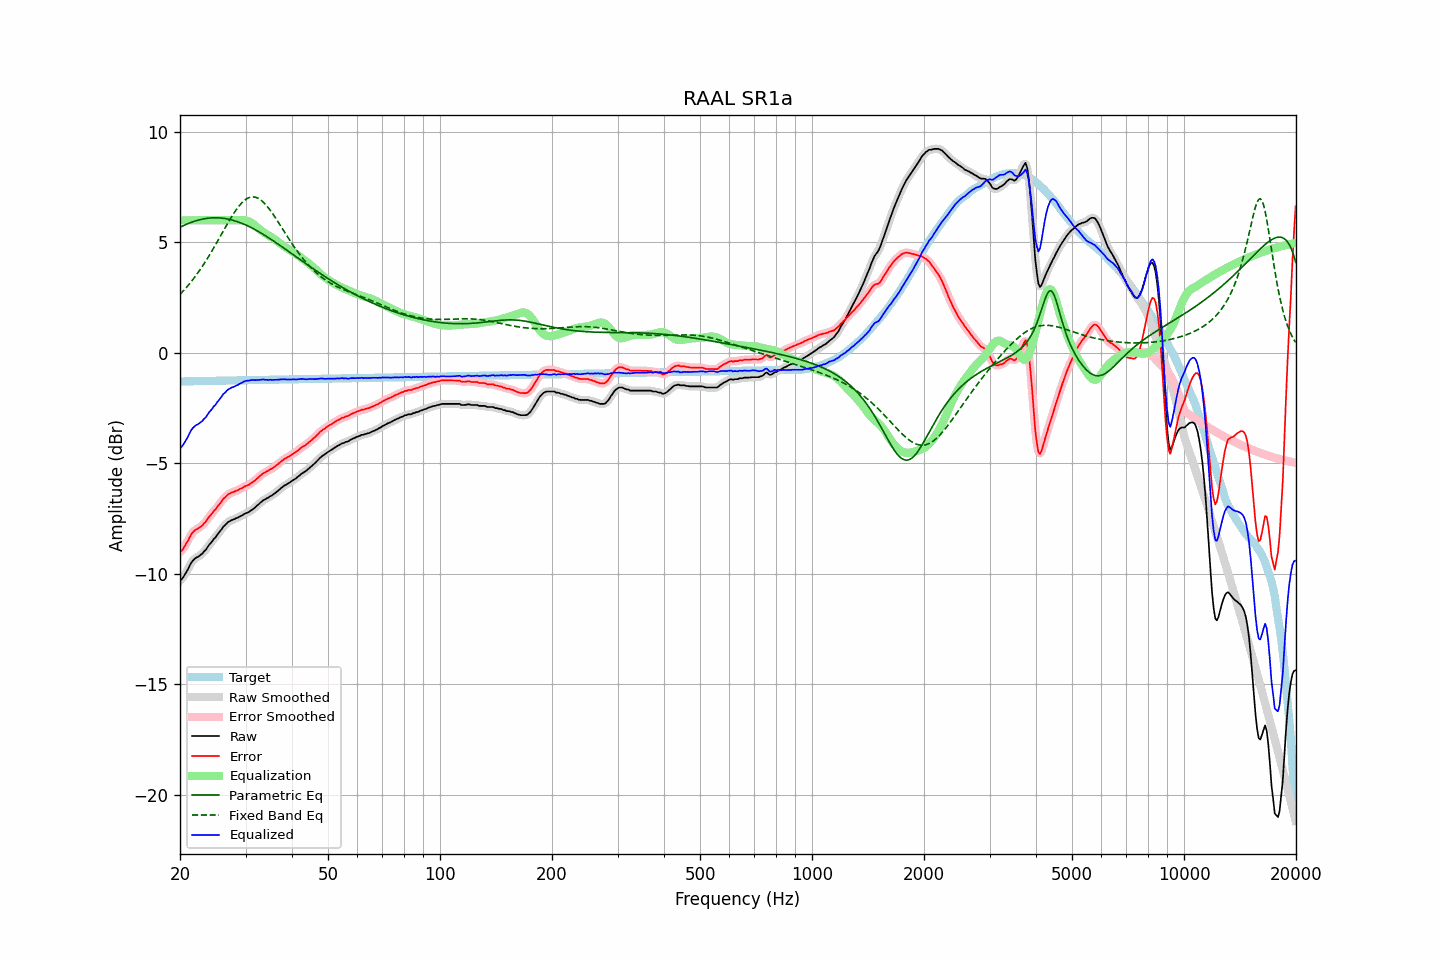 RAAL SR1a
Amplitude (dBr)
10
5
0
−5
−10
−15
−20
Target
Raw Smoothed
Error Smoothed
Raw
Error
Equalization
Parametric Eq
Fixed Band Eq
Equalized
20 50 100 200 500 1000 2000 5000 10000 20000
Frequency (Hz)